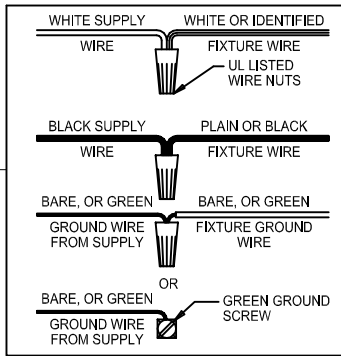 WHITE SUPPLY WHITE OR IDENTIFIED
WIRE FIXTURE WIRE
UL LISTED
WIRE NUTS
BLACK SUPPLY PLAIN OR BLACK
WIRE FIXTURE WIRE
BARE, OR GREEN BARE, OR GREEN
GROUND WIRE FIXTURE GROUND
FROM SUPPLY WIRE
OR
BARE, OR GREEN GREEN GROUND
GROUND WIRE SCREW
FROM SUPPLY